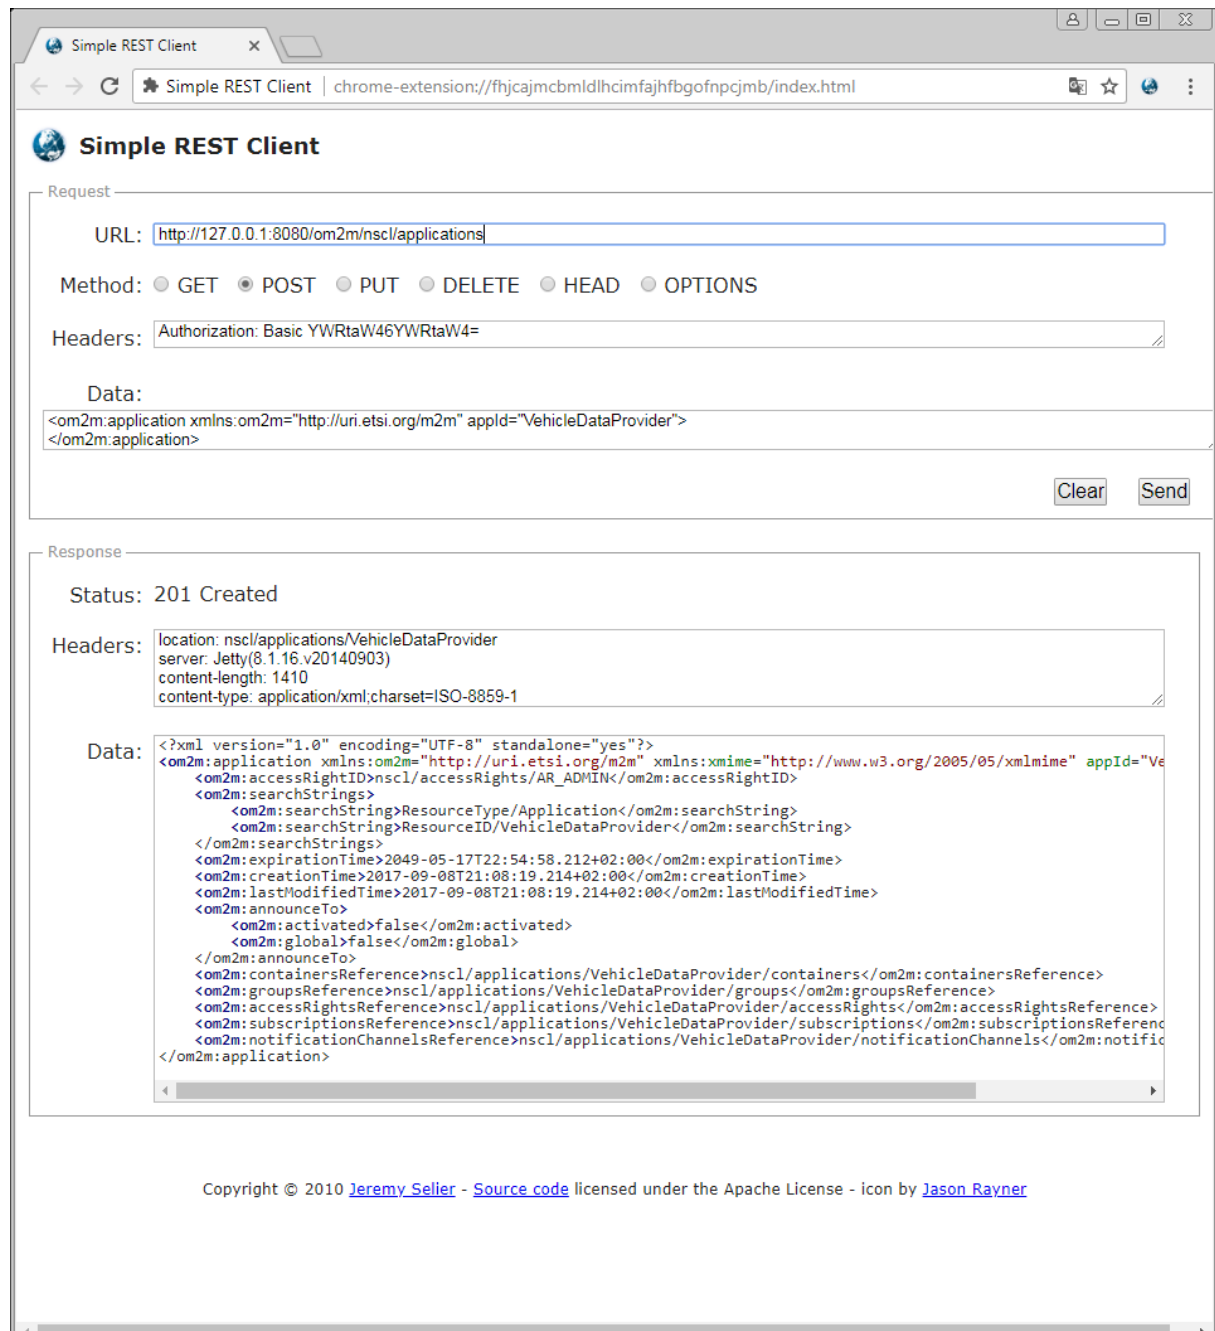 Simple REST Client
Simple REST Client | chrome-extension://fhjcajmcbmldlhcimfajhfbgofnpcjmb/index.html
Simple REST Client
Request
URL: http://127.0.0.1:8080/om2m/nscl/applications
Method: GET POST PUT DELETE HEAD OPTIONS
Headers: Authorization: Basic YWRtaW46YWRtaW4=
Data:
<om2m:application xmlns:om2m="http://uri.etsi.org/m2m" appId="VehicleDataProvider">
</om2m:application>
Clear Send
Response
Status: 201 Created
Headers: location: nscl/applications/VehicleDataProvider
server: Jetty(8.1.16.v20140903)
content-length: 1410
content-type: application/xml;charset=ISO-8859-1
Data: <?xml version="1.0" encoding="UTF-8" standalone="yes"?>
<om2m:application xmlns:om2m="http://uri.etsi.org/m2m" xmlns:xmime="http://www.w3.org/2005/05/xmlmime" appId="Ve
<om2m:accessRightID>nscl/accessRights/AR_ADMIN</om2m:accessRightID>
<om2m:searchStrings>
<om2m:searchString>ResourceType/Application</om2m:searchString>
<om2m:searchString>ResourceID/VehicleDataProvider</om2m:searchString>
</om2m:searchStrings>
<om2m:expirationTime>2049-05-17T22:54:58.212+02:00</om2m:expirationTime>
<om2m:creationTime>2017-09-08T21:08:19.214+02:00</om2m:creationTime>
<om2m:lastModifiedTime>2017-09-08T21:08:19.214+02:00</om2m:lastModifiedTime>
<om2m:announceTo>
<om2m:activated>false</om2m:activated>
<om2m:global>false</om2m:global>
</om2m:announceTo>
<om2m:containersReference>nscl/applications/VehicleDataProvider/containers</om2m:containersReference>
<om2m:groupsReference>nscl/applications/VehicleDataProvider/groups</om2m:groupsReference>
<om2m:accessRightsReference>nscl/applications/VehicleDataProvider/accessRights</om2m:accessRightsReference>
<om2m:subscriptionsReference>nscl/applications/VehicleDataProvider/subscriptions</om2m:subscriptionsReferenc
<om2m:notificationChannelsReference>nscl/applications/VehicleDataProvider/notificationChannels</om2m:notific
</om2m:application>
Copyright © 2010 Jeremy Selier - Source code licensed under the Apache License - icon by Jason Rayner